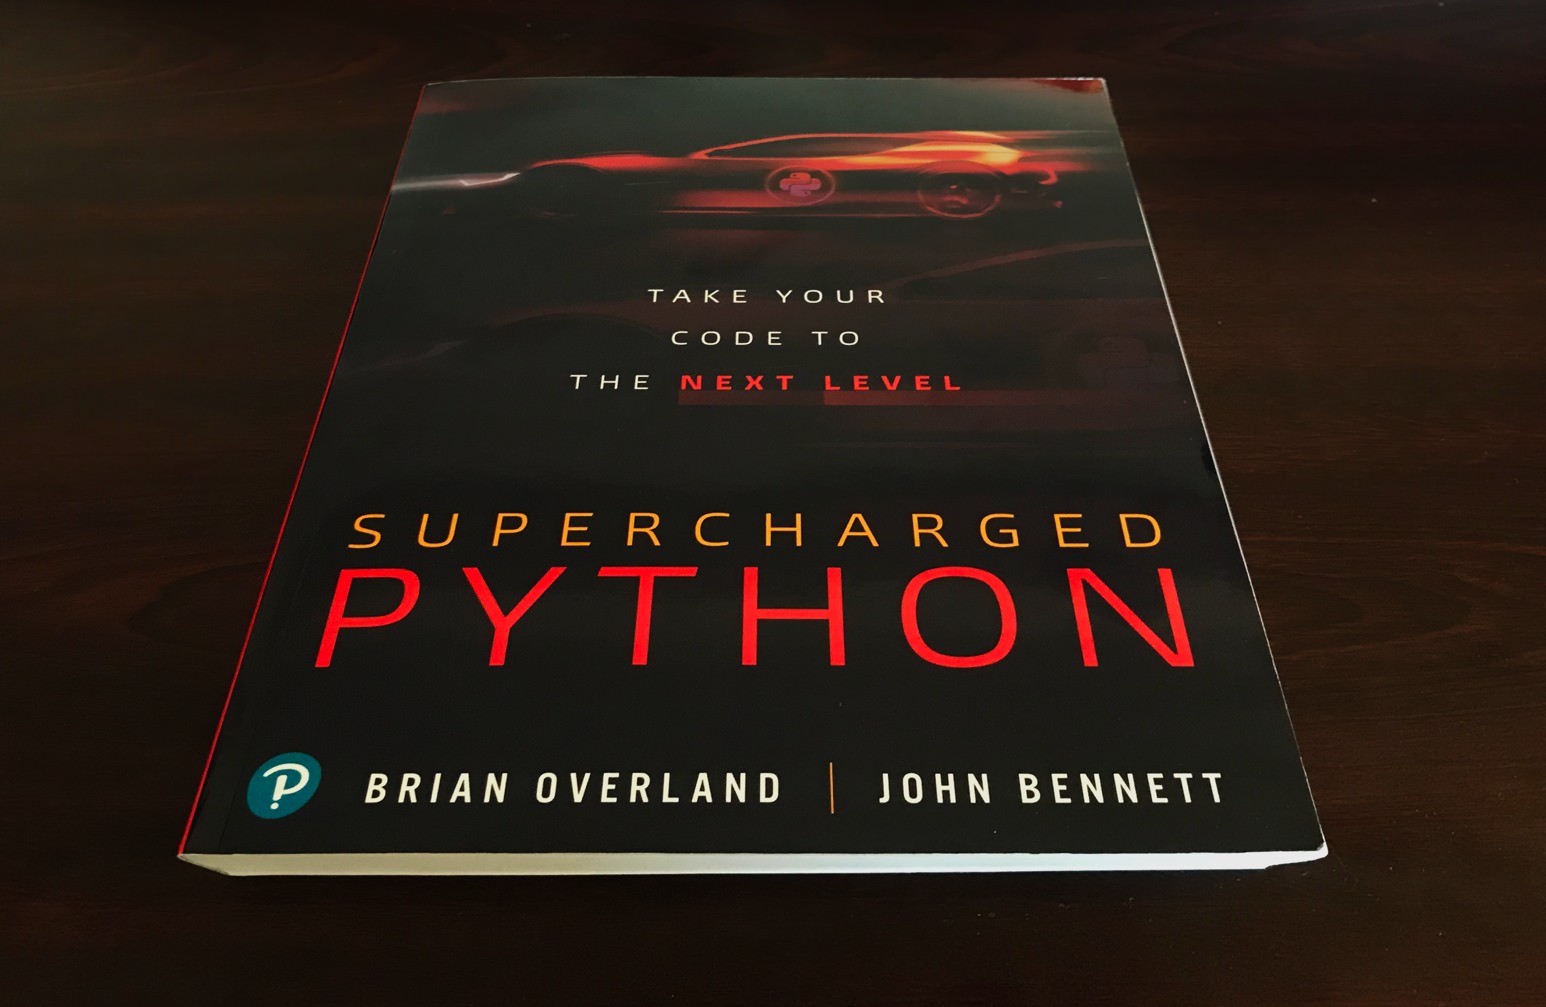 TAKE YOUR
CODE TO
THE NEXT LEVEL
SUPERCHARGED
PYTHON
BRIAN OVERLAND | JOHN BENNETT